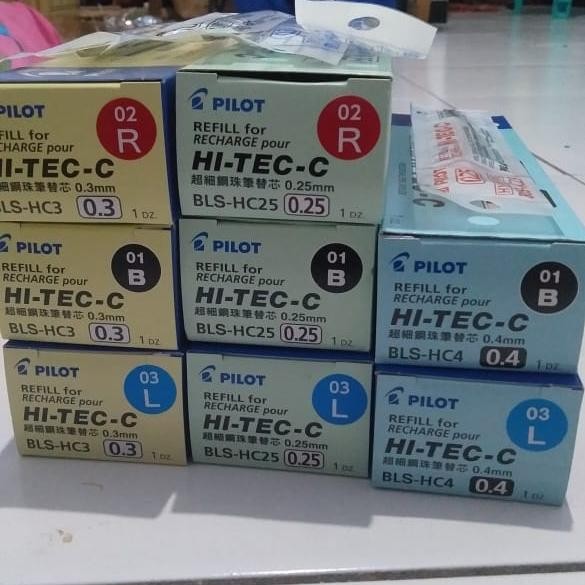 PILOT
02
R
REFILL for
RECHARGE pour
HI-TEC-C
超細鋼珠筆替芯 0.3mm
BLS-HC3 0.3 1 DZ.
PILOT
02
R
REFILL for
RECHARGE pour
HI-TEC-C
超細鋼珠筆替芯 0.25mm
BLS-HC25 0.25 1 DZ.
PILOT
01
B
REFILL for
RECHARGE pour
HI-TEC-C
超細鋼珠筆替芯 0.3mm
BLS-HC3 0.3 1 DZ.
PILOT
01
B
REFILL for
RECHARGE pour
HI-TEC-C
超細鋼珠筆替芯 0.25mm
BLS-HC25 0.25 1 DZ.
PILOT
01
B
REFILL for
RECHARGE pour
HI-TEC-C
超細鋼珠筆替芯 0.4mm
BLS-HC4 0.4 1 DZ.
PILOT
03
L
REFILL for
RECHARGE pour
HI-TEC-C
超細鋼珠筆替芯 0.3mm
BLS-HC3 0.3 1 DZ.
PILOT
03
L
REFILL for
RECHARGE pour
HI-TEC-C
超細鋼珠筆替芯 0.25mm
BLS-HC25 0.25 1 DZ.
PILOT
03
L
REFILL for
RECHARGE pour
HI-TEC-C
超細鋼珠筆替芯 0.4mm
BLS-HC4 0.4 1 DZ.